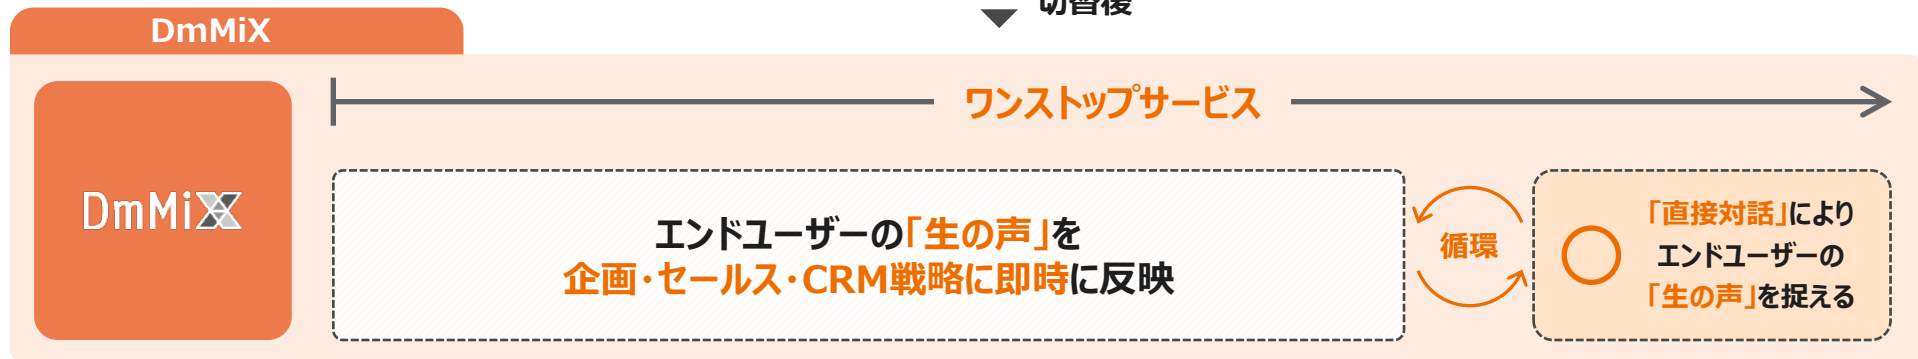 切替後
DmMiX
ワンストップサービス
DmMiX
エンドユーザーの「生の声」を
企画・セールス・CRM戦略に即時に反映
循環
「直接対話」により
エンドユーザーの
「生の声」を捉える